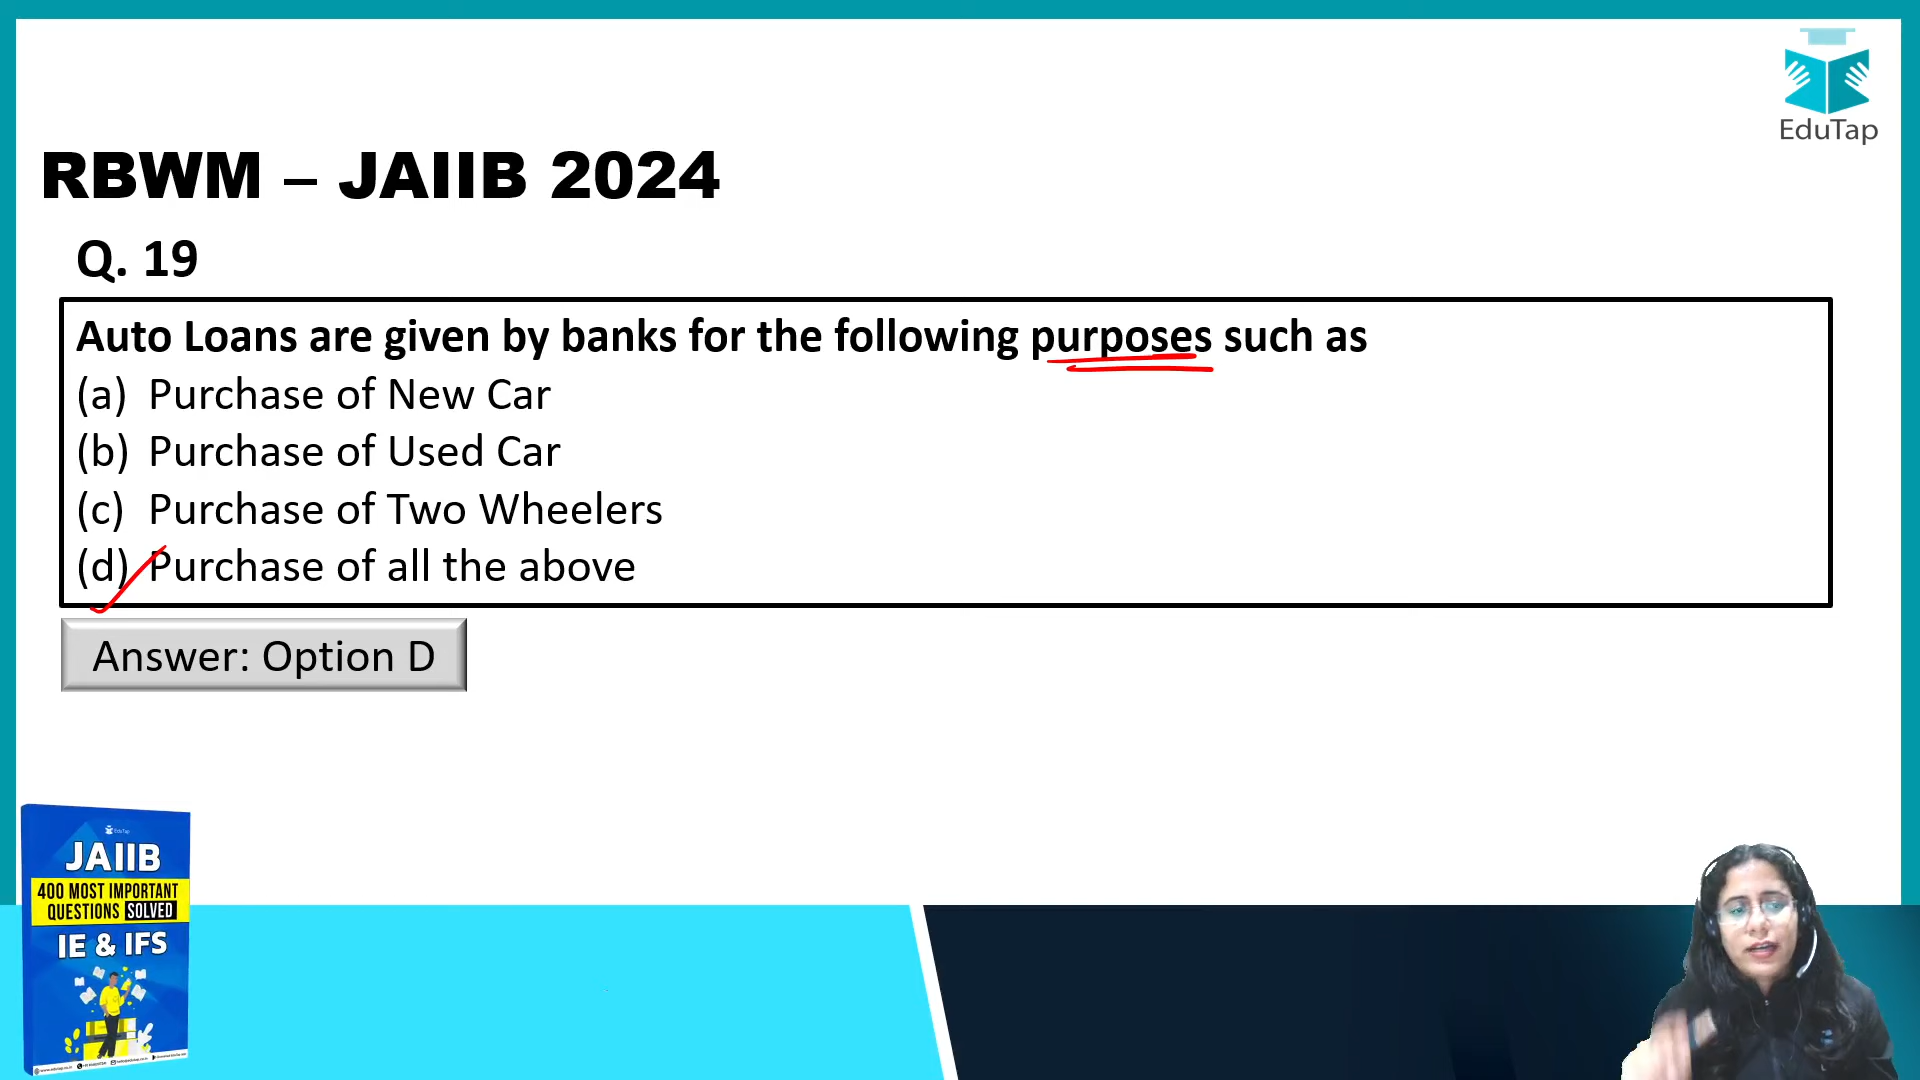 EduTap
RBWM – JAIIB 2024
Q. 19
Auto Loans are given by banks for the following purposes such as
(a) Purchase of New Car
(b) Purchase of Used Car
(c) Purchase of Two Wheelers
(d) Purchase of all the above
Answer: Option D
EduTap
JAIIB
400 MOST IMPORTANT
QUESTIONS SOLVED
IE & IFS